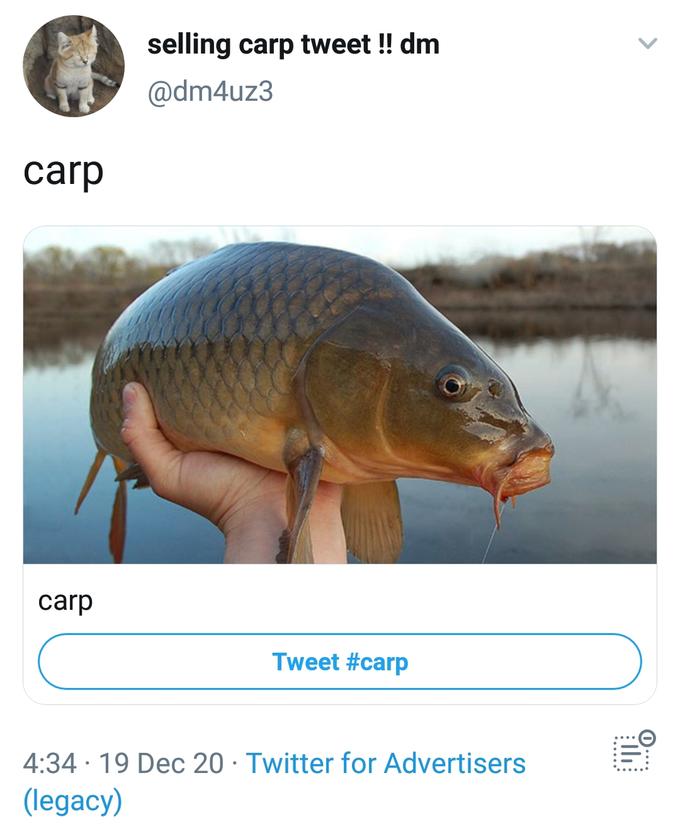 selling carp tweet !! dm
@dm4uz3
carp
carp
Tweet #carp
4:34 · 19 Dec 20 · Twitter for Advertisers
(legacy)